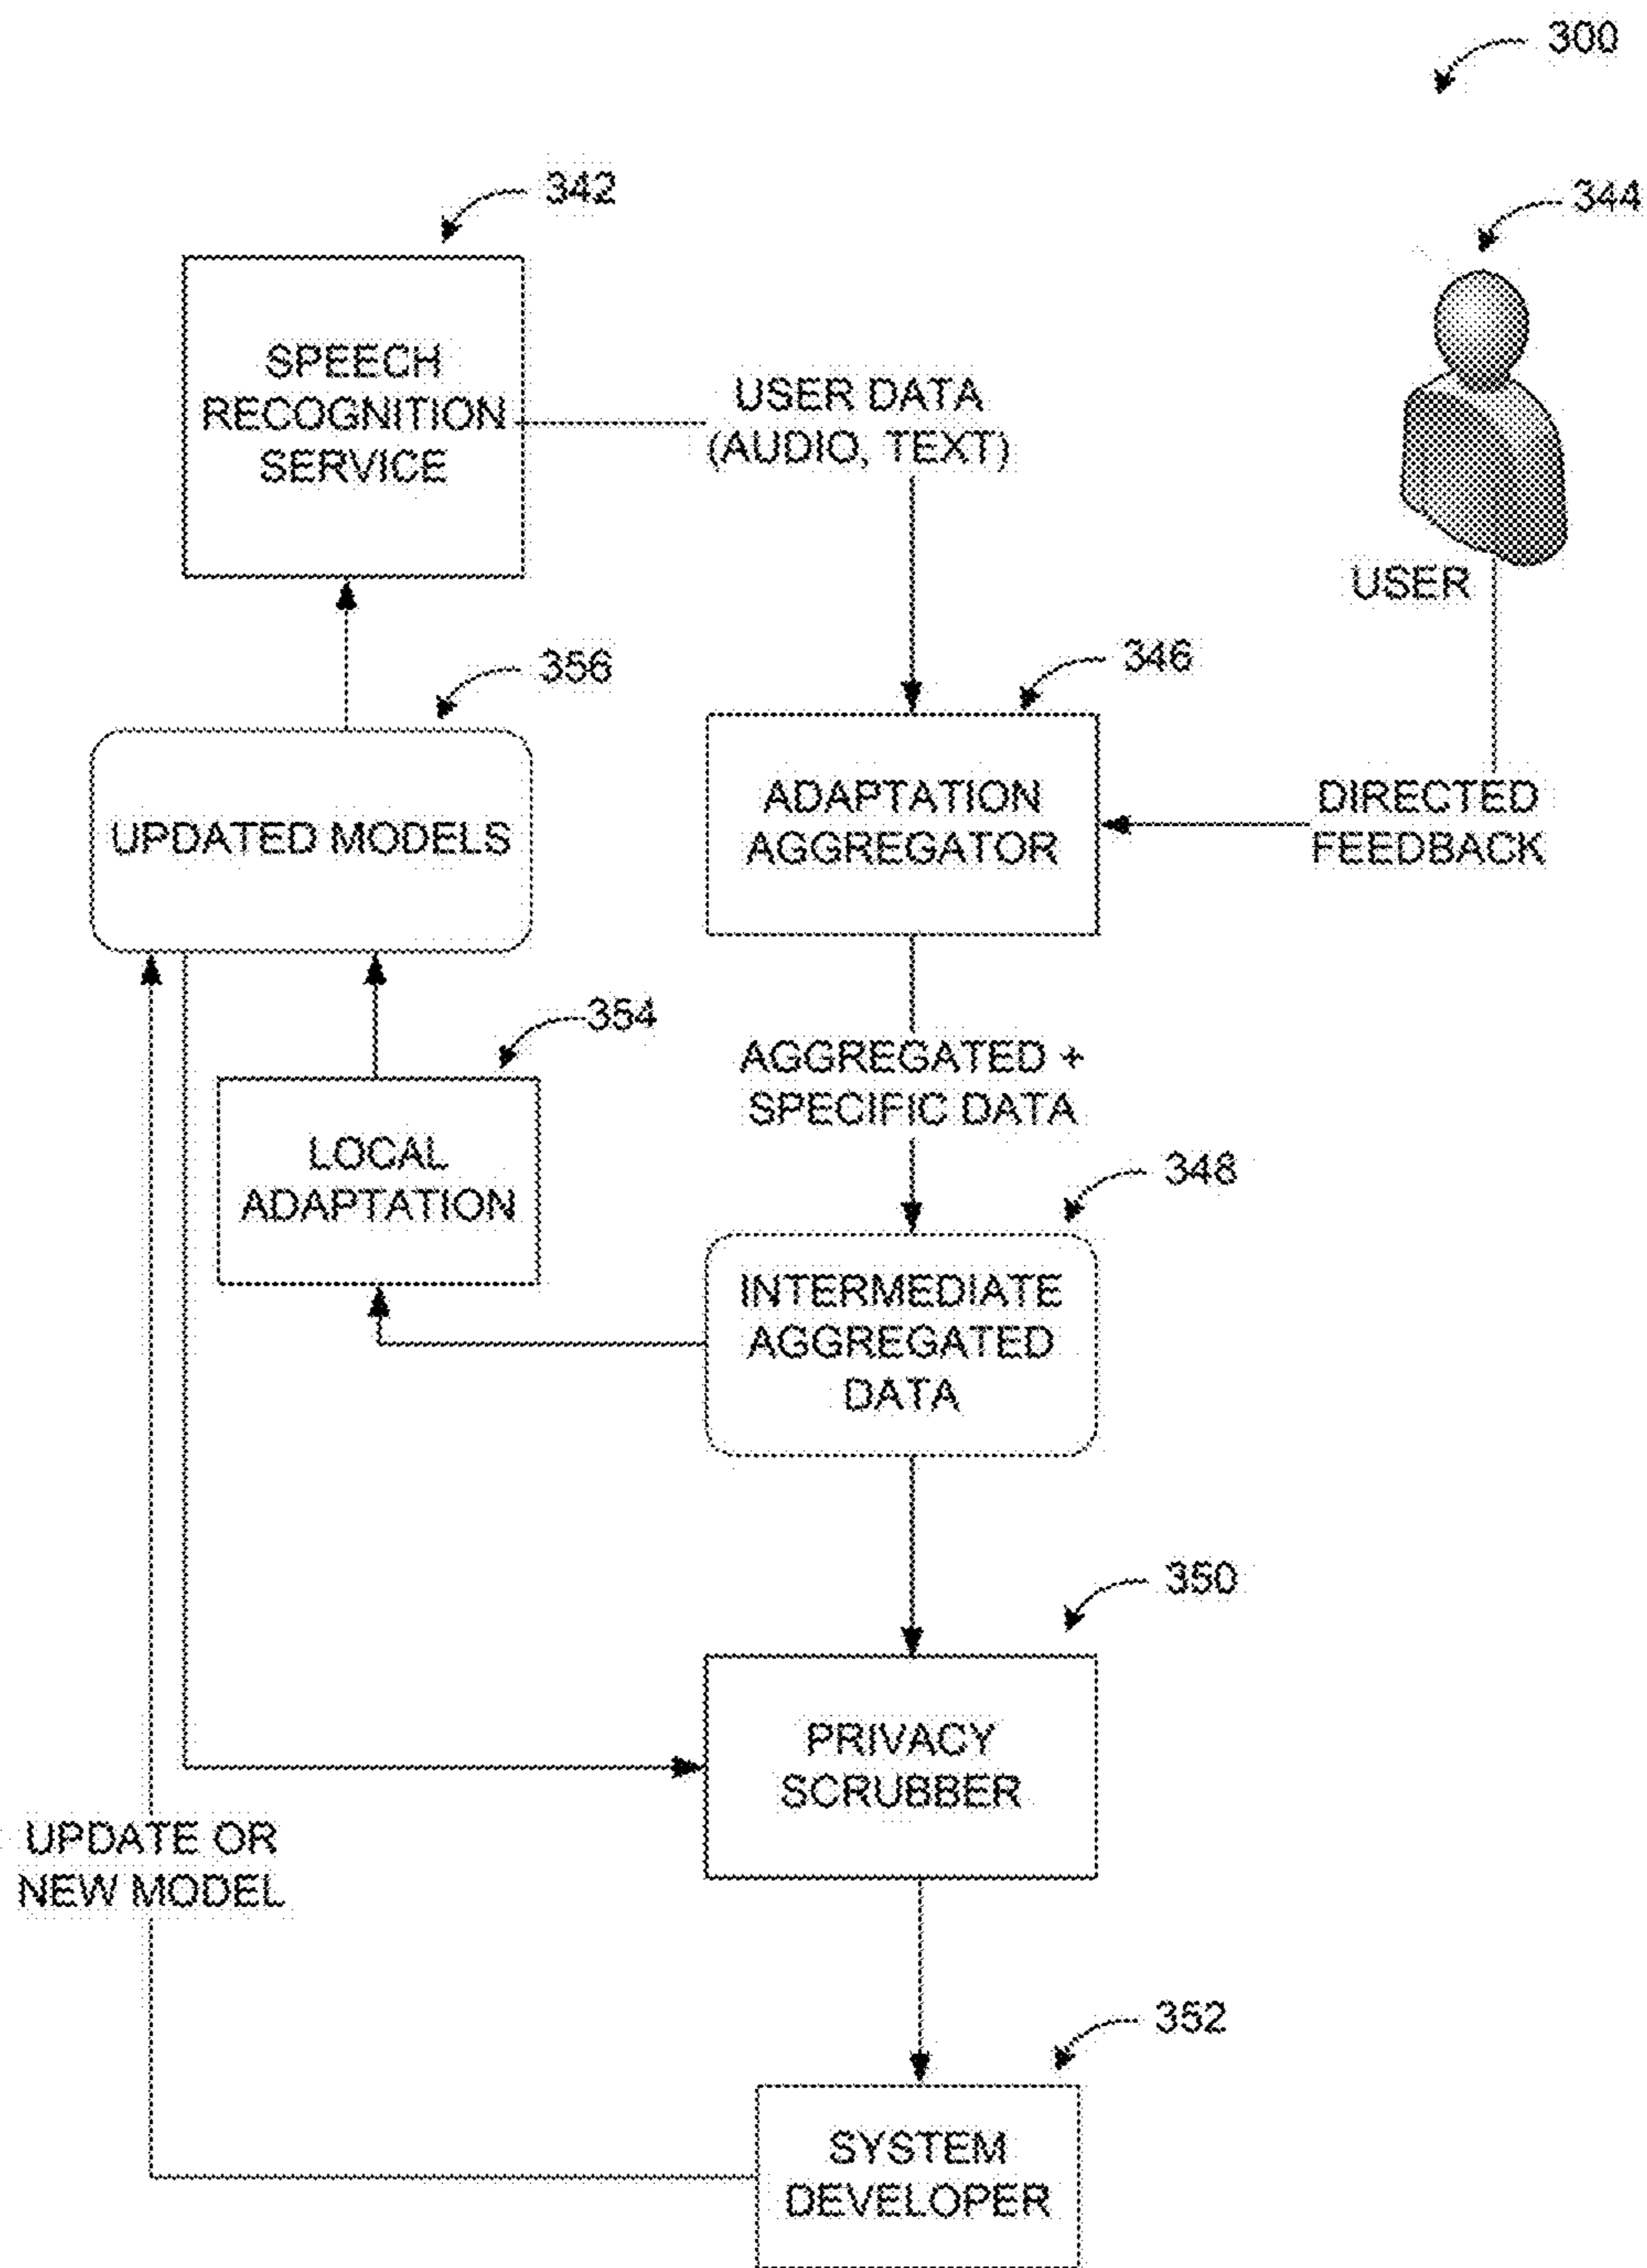 300
342
344
SPEECH
RECOGNITION
SERVICE
USER DATA
(AUDIO, TEXT)
USER
356
346
UPDATED MODELS
ADAPTATION
AGGREGATOR
DIRECTED
FEEDBACK
354
AGGREGATED +
SPECIFIC DATA
LOCAL
ADAPTATION
348
INTERMEDIATE
AGGREGATED
DATA
350
PRIVACY
SCRUBBER
UPDATE OR
NEW MODEL
352
SYSTEM
DEVELOPER